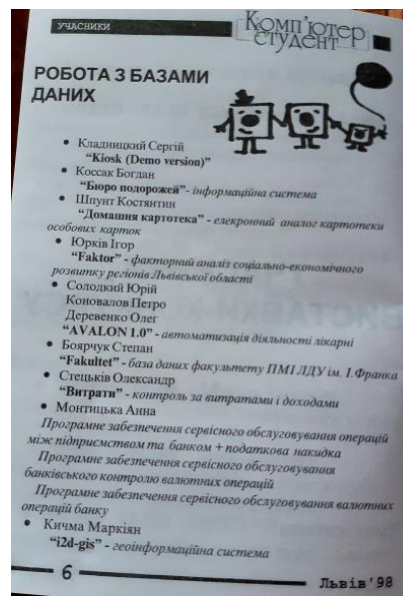 УЧАСНИКИ
Комп'ютер
студент
РОБОТА З БАЗАМИ
ДАНИХ
• Кладницкий Сергій
"Kiosk (Demo version)"
• Коссак Богдан
"Бюро подорожей"- інформаційна система
• Шпунт Костянтин
"Домашня картотека" - елекронний аналог картотеки
особових карток
• Юрків Ігор
"Faktor" - факторний аналіз соціально-економічного
розвитку регіонів Львівської області
• Солодкий Юрій
Коновалов Петро
Деревенко Олег
"AVALON 1.0" - автоматизація діяльності лікарні
• Боярчук Степан
"Fakultet" - база даних факультету ПМІ ЛДУ ім. І.Франка
• Стецьків Олександр
"Витрати" - контроль за витратами і доходами
• Монтицька Анна
Програмне забезпечення сервісного обслуговування операцій
між підприємством та банком + податкова накидка
Програмне забезпечення сервісного обслуговування
банківського контролю валютних операцій
Програмне забезпечення сервісного обслуговування валютних
операцій банку
• Кичма Маркіян
"i2d-gis" - геоінформаційна система
6
Львів'98